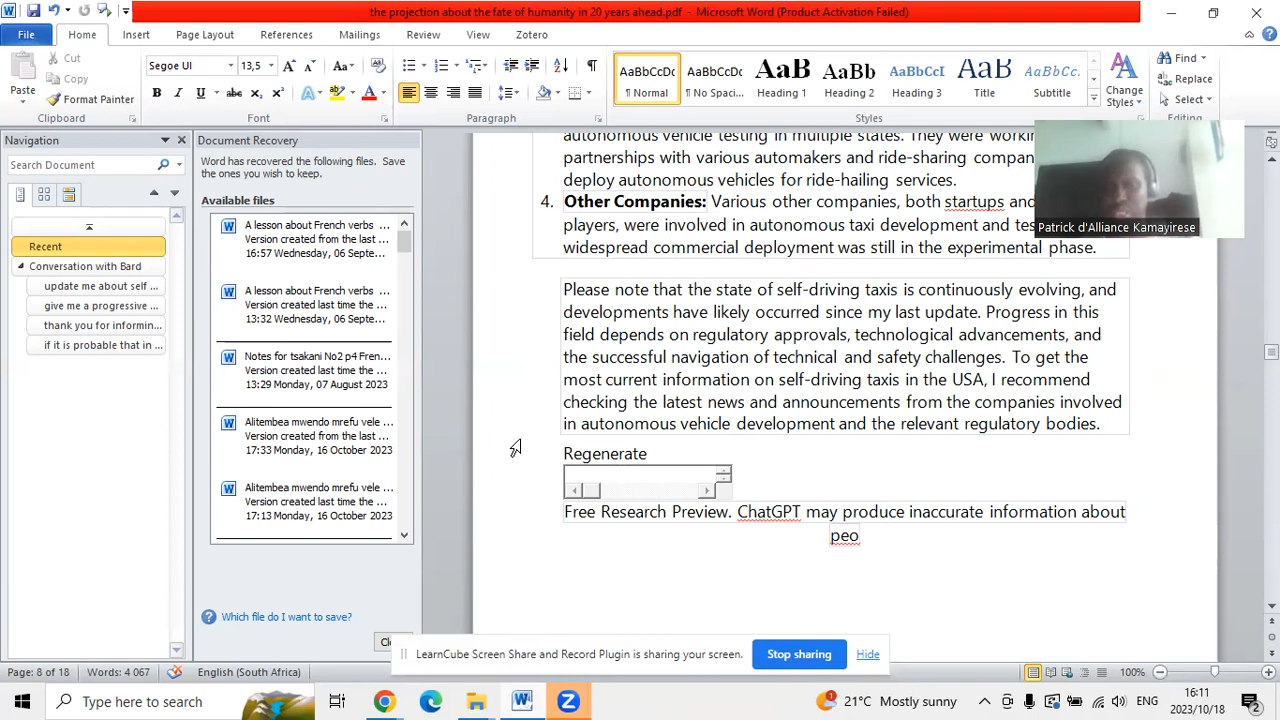 the projection about the fate of humanity in 20 years ahead.pdf - Microsoft Word (Product Activation Failed)
File Home Insert Page Layout References Mailings Review View Zotero
Cut
Copy
Paste Format Painter
Clipboard
Segoe UI 13,5
Font
Paragraph
AaBbCcDc AaBbCcDc AaB AaBbCc AaBbCcI AaB AaBbCc.
¶ Normal ¶ No Spaci... Heading 1 Heading 2 Heading 3 Title Subtitle
Change Styles
Styles
Find
Replace
Select
Editing
Navigation
Search Document
Recent
Conversation with Bard
update me about self ...
give me a progressive ...
thank you for informin...
if it is probable that in ...
Document Recovery
Word has recovered the following files. Save
the ones you wish to keep.
Available files
A lesson about French verbs ...
Version created from the last ...
16:57 Wednesday, 06 Septe...
A lesson about French verbs ...
Version created last time the ...
13:32 Wednesday, 06 Septe...
Notes for tsakani No2 p4 Fren...
Version created last time the ...
13:29 Monday, 07 August 2023
Alitembea mwendo mrefu vele ...
Version created from the last ...
17:33 Monday, 16 October 2023
Alitembea mwendo mrefu vele ...
Version created last time the ...
17:13 Monday, 16 October 2023
Which file do I want to save?
autonomous vehicle testing in multiple states. They were workin
partnerships with various automakers and ride-sharing compan
deploy autonomous vehicles for ride-hailing services.
4. Other Companies: Various other companies, both startups and
players, were involved in autonomous taxi development and tes
widespread commercial deployment was still in the experimental phase.
Patrick d'Alliance Kamayirese
Please note that the state of self-driving taxis is continuously evolving, and
developments have likely occurred since my last update. Progress in this
field depends on regulatory approvals, technological advancements, and
the successful navigation of technical and safety challenges. To get the
most current information on self-driving taxis in the USA, I recommend
checking the latest news and announcements from the companies involved
in autonomous vehicle development and the relevant regulatory bodies.
Regenerate
Free Research Preview. ChatGPT may produce inaccurate information about
peo
LearnCube Screen Share and Record Plugin is sharing your screen. Stop sharing Hide
Page: 8 of 18 Words: 4 067 English (South Africa) 100%
Type here to search 21°C Mostly sunny ENG 16:11
2023/10/18